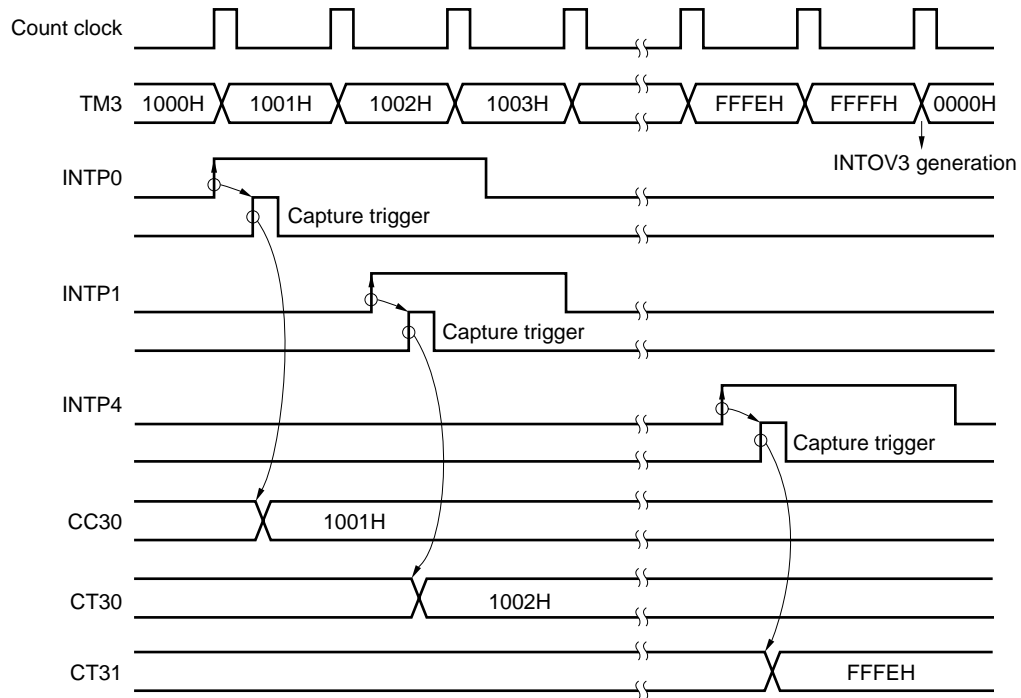 Count clock
TM3 1000H 1001H 1002H 1003H FFFEH FFFFH 0000H
INTOV3 generation
INTP0
Capture trigger
INTP1
Capture trigger
INTP4
Capture trigger
CC30 1001H
CT30 1002H
CT31 FFFEH